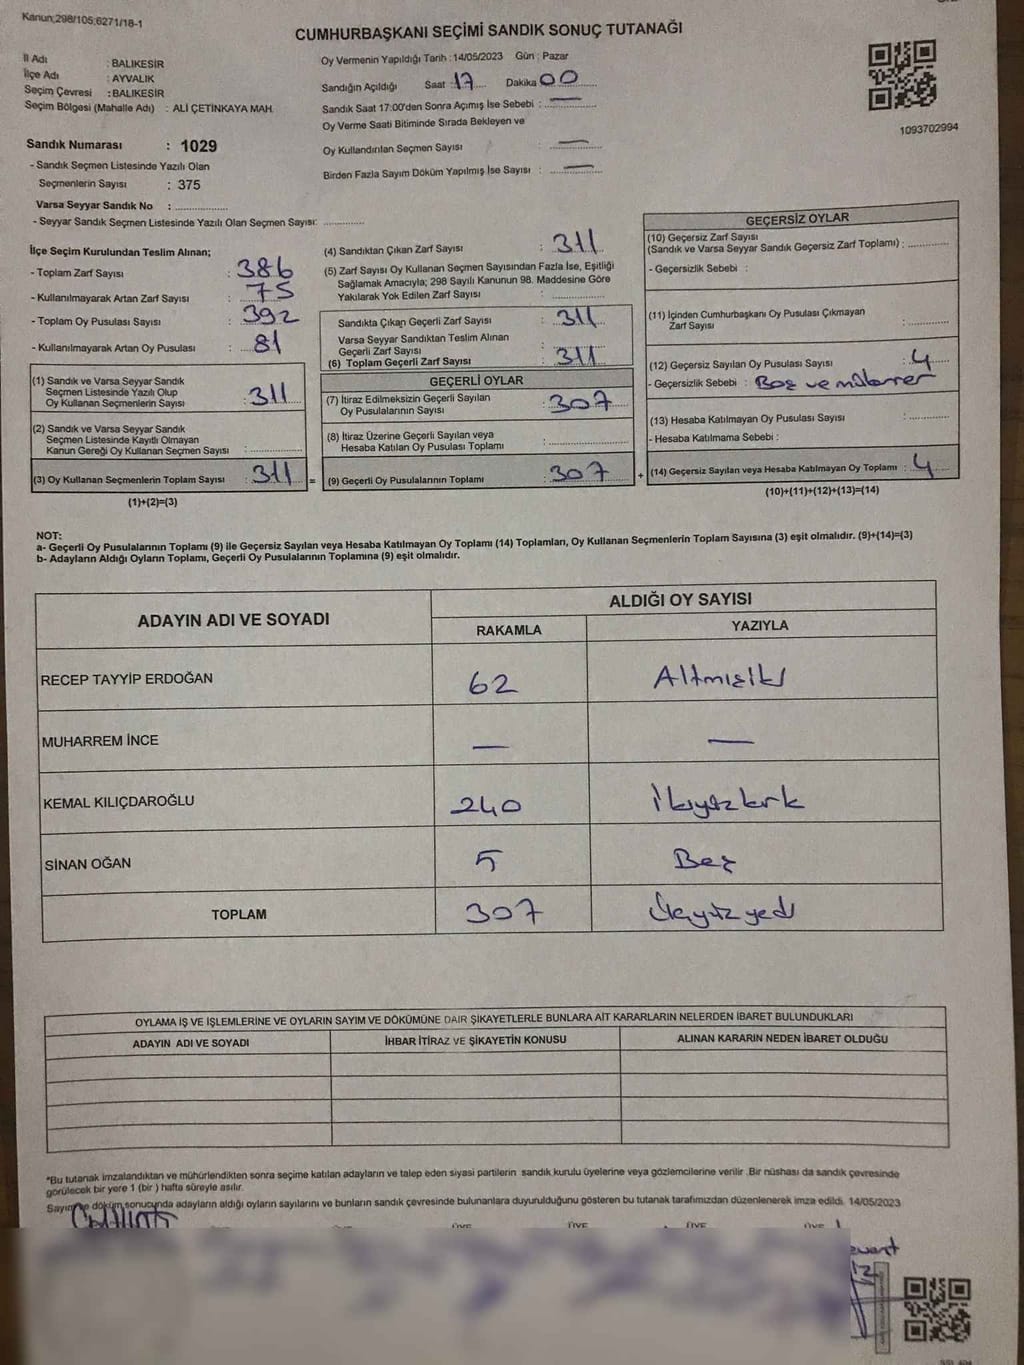 Kanun;298/105;6271/18-1
CUMHURBAŞKANI SEÇİMİ SANDIK SONUÇ TUTANAĞI
İl Adı : BALIKESİR
İlçe Adı : AYVALIK
Seçim Çevresi : BALIKESİR
Seçim Bölgesi (Mahalle Adı) : ALİ ÇETİNKAYA MAH.
Oy Vermenin Yapıldığı Tarih : 14/05/2023 Gün : Pazar
Sandığın Açıldığı Saat : 17 Dakika 00
Sandık Saat 17:00'den Sonra Açımış İse Sebebi : —
Oy Verme Saati Bitiminde Sırada Bekleyen ve
Oy Kullandırılan Seçmen Sayısı : —
Birden Fazla Sayım Döküm Yapılmış İse Sayısı : —
1093702994
Sandık Numarası : 1029
- Sandık Seçmen Listesinde Yazılı Olan
Seçmenlerin Sayısı : 375
Varsa Seyyar Sandık No : ....................
- Seyyar Sandık Seçmen Listesinde Yazılı Olan Seçmen Sayısı: ..............
İlçe Seçim Kurulundan Teslim Alınan;
- Toplam Zarf Sayısı : 386
- Kullanılmayarak Artan Zarf Sayısı : 75
- Toplam Oy Pusulası Sayısı : 392
- Kullanılmayarak Artan Oy Pusulası : 81
(1) Sandık ve Varsa Seyyar Sandık
Seçmen Listesinde Yazılı Olup
Oy Kullanan Seçmenlerin Sayısı : 311
(2) Sandık ve Varsa Seyyar Sandık
Seçmen Listesinde Kayıtlı Olmayan
Kanun Gereği Oy Kullanan Seçmen Sayısı : ..............
(3) Oy Kullanan Seçmenlerin Toplam Sayısı : 311 =
(1)+(2)=(3)
(4) Sandıktan Çıkan Zarf Sayısı : 311
(5) Zarf Sayısı Oy Kullanan Seçmen Sayısından Fazla İse, Eşitliği
Sağlamak Amacıyla; 298 Sayılı Kanunun 98. Maddesine Göre
Yakılarak Yok Edilen Zarf Sayısı : ..............
Sandıkta Çıkan Geçerli Zarf Sayısı : 311
Varsa Seyyar Sandıktan Teslim Alınan
Geçerli Zarf Sayısı : ..............
(6) Toplam Geçerli Zarf Sayısı : 311
GEÇERLİ OYLAR
(7) İtiraz Edilmeksizin Geçerli Sayılan
Oy Pusulalarının Sayısı : 307
(8) İtiraz Üzerine Geçerli Sayılan veya
Hesaba Katılan Oy Pusulası Toplamı : ..............
(9) Geçerli Oy Pusulalarının Toplamı : 307 +
GEÇERSİZ OYLAR
(10) Geçersiz Zarf Sayısı
(Sandık ve Varsa Seyyar Sandık Geçersiz Zarf Toplamı) : ............
- Geçersizlik Sebebi :
(11) İçinden Cumhurbaşkanı Oy Pusulası Çıkmayan
Zarf Sayısı : ............
(12) Geçersiz Sayılan Oy Pusulası Sayısı : 4
- Geçersizlik Sebebi : Boş ve mükerrer
(13) Hesaba Katılmayan Oy Pusulası Sayısı : ............
- Hesaba Katılmama Sebebi :
(14) Geçersiz Sayılan veya Hesaba Katılmayan Oy Toplamı : 4
(10)+(11)+(12)+(13)=(14)
NOT:
a- Geçerli Oy Pusulalarının Toplamı (9) ile Geçersiz Sayılan veya Hesaba Katılmayan Oy Toplamı (14) Toplamları, Oy Kullanan Seçmenlerin Toplam Sayısına (3) eşit olmalıdır. (9)+(14)=(3)
b- Adayların Aldığı Oyların Toplamı, Geçerli Oy Pusulalarının Toplamına (9) eşit olmalıdır.
ADAYIN ADI VE SOYADI ALDIĞI OY SAYISI
RAKAMLA YAZIYLA
RECEP TAYYİP ERDOĞAN 62 Altmışiki
MUHARREM İNCE — —
KEMAL KILIÇDAROĞLU 240 İkiyüzkırk
SİNAN OĞAN 5 Beş
TOPLAM 307 Üçyüzyedi
OYLAMA İŞ VE İŞLEMLERİNE VE OYLARIN SAYIM VE DÖKÜMÜNE DAİR ŞİKAYETLERLE BUNLARA AİT KARARLARIN NELERDEN İBARET BULUNDUKLARI
ADAYIN ADI VE SOYADI İHBAR İTİRAZ VE ŞİKAYETİN KONUSU ALINAN KARARIN NEDEN İBARET OLDUĞU
*Bu tutanak imzalandıktan ve mühürlendikten sonra seçime katılan adayların ve talep eden siyasi partilerin sandık kurulu üyelerine veya gözlemcilerine verilir .Bir nüshası da sandık çevresinde
görülecek bir yere 1 (bir ) hafta süreyle asılır.
Sayım ve döküm sonucunda adayların aldığı oyların sayılarını ve bunların sandık çevresinde bulunanlara duyurulduğunu gösteren bu tutanak tarafımızdan düzenlenerek imza edildi. 14/05/2023
ÜYE ÜYE ÜYE ÜYE